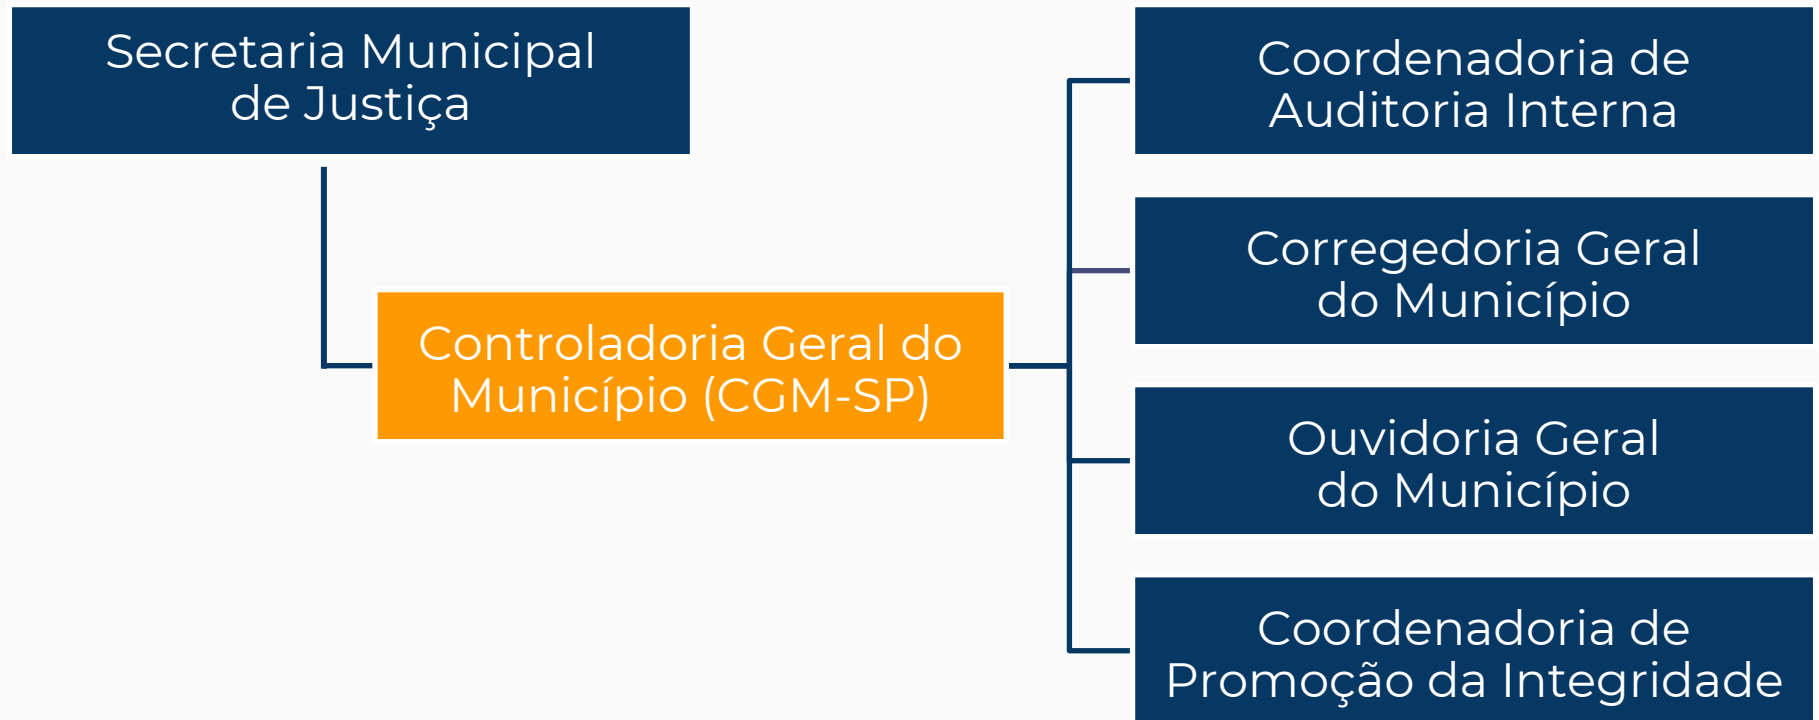 Secretaria Municipal
de Justiça
Controladoria Geral do
Município (CGM-SP)
Coordenadoria de
Auditoria Interna
Corregedoria Geral
do Município
Ouvidoria Geral
do Município
Coordenadoria de
Promoção da Integridade